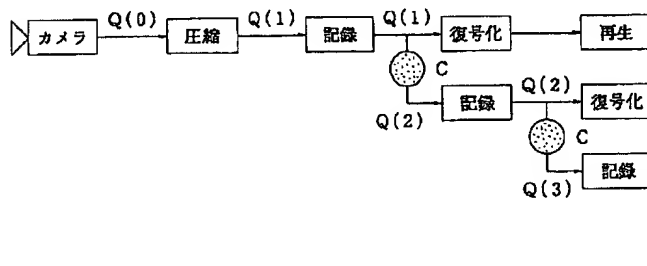 Q(0) Q(1) Q(1)
カメラ 圧縮 記録 復号化 再生
C
Q(2) 記録 Q(2) 復号化
C
Q(3) 記録